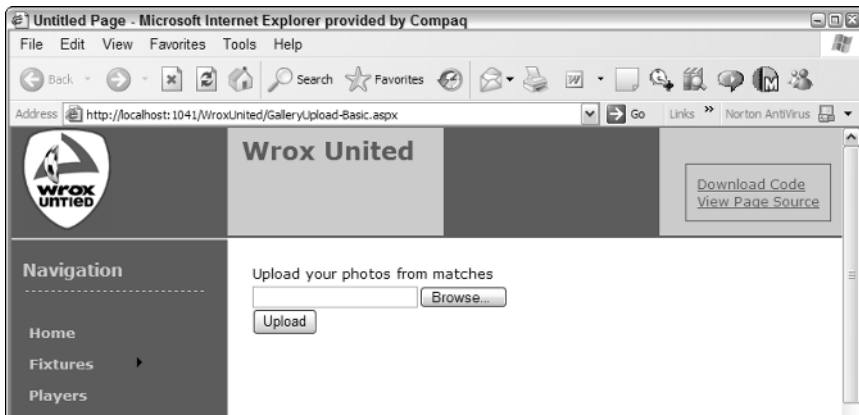 Untitled Page - Microsoft Internet Explorer provided by Compaq
File Edit View Favorites Tools Help
Back Search Favorites
Address http://localhost:1041/WroxUnited/GalleryUpload-Basic.aspx Go Links » Norton AntiVirus
wrox
UNTIED
Wrox United
Download Code
View Page Source
Navigation
Upload your photos from matches
Browse...
Upload
Home
Fixtures
Players